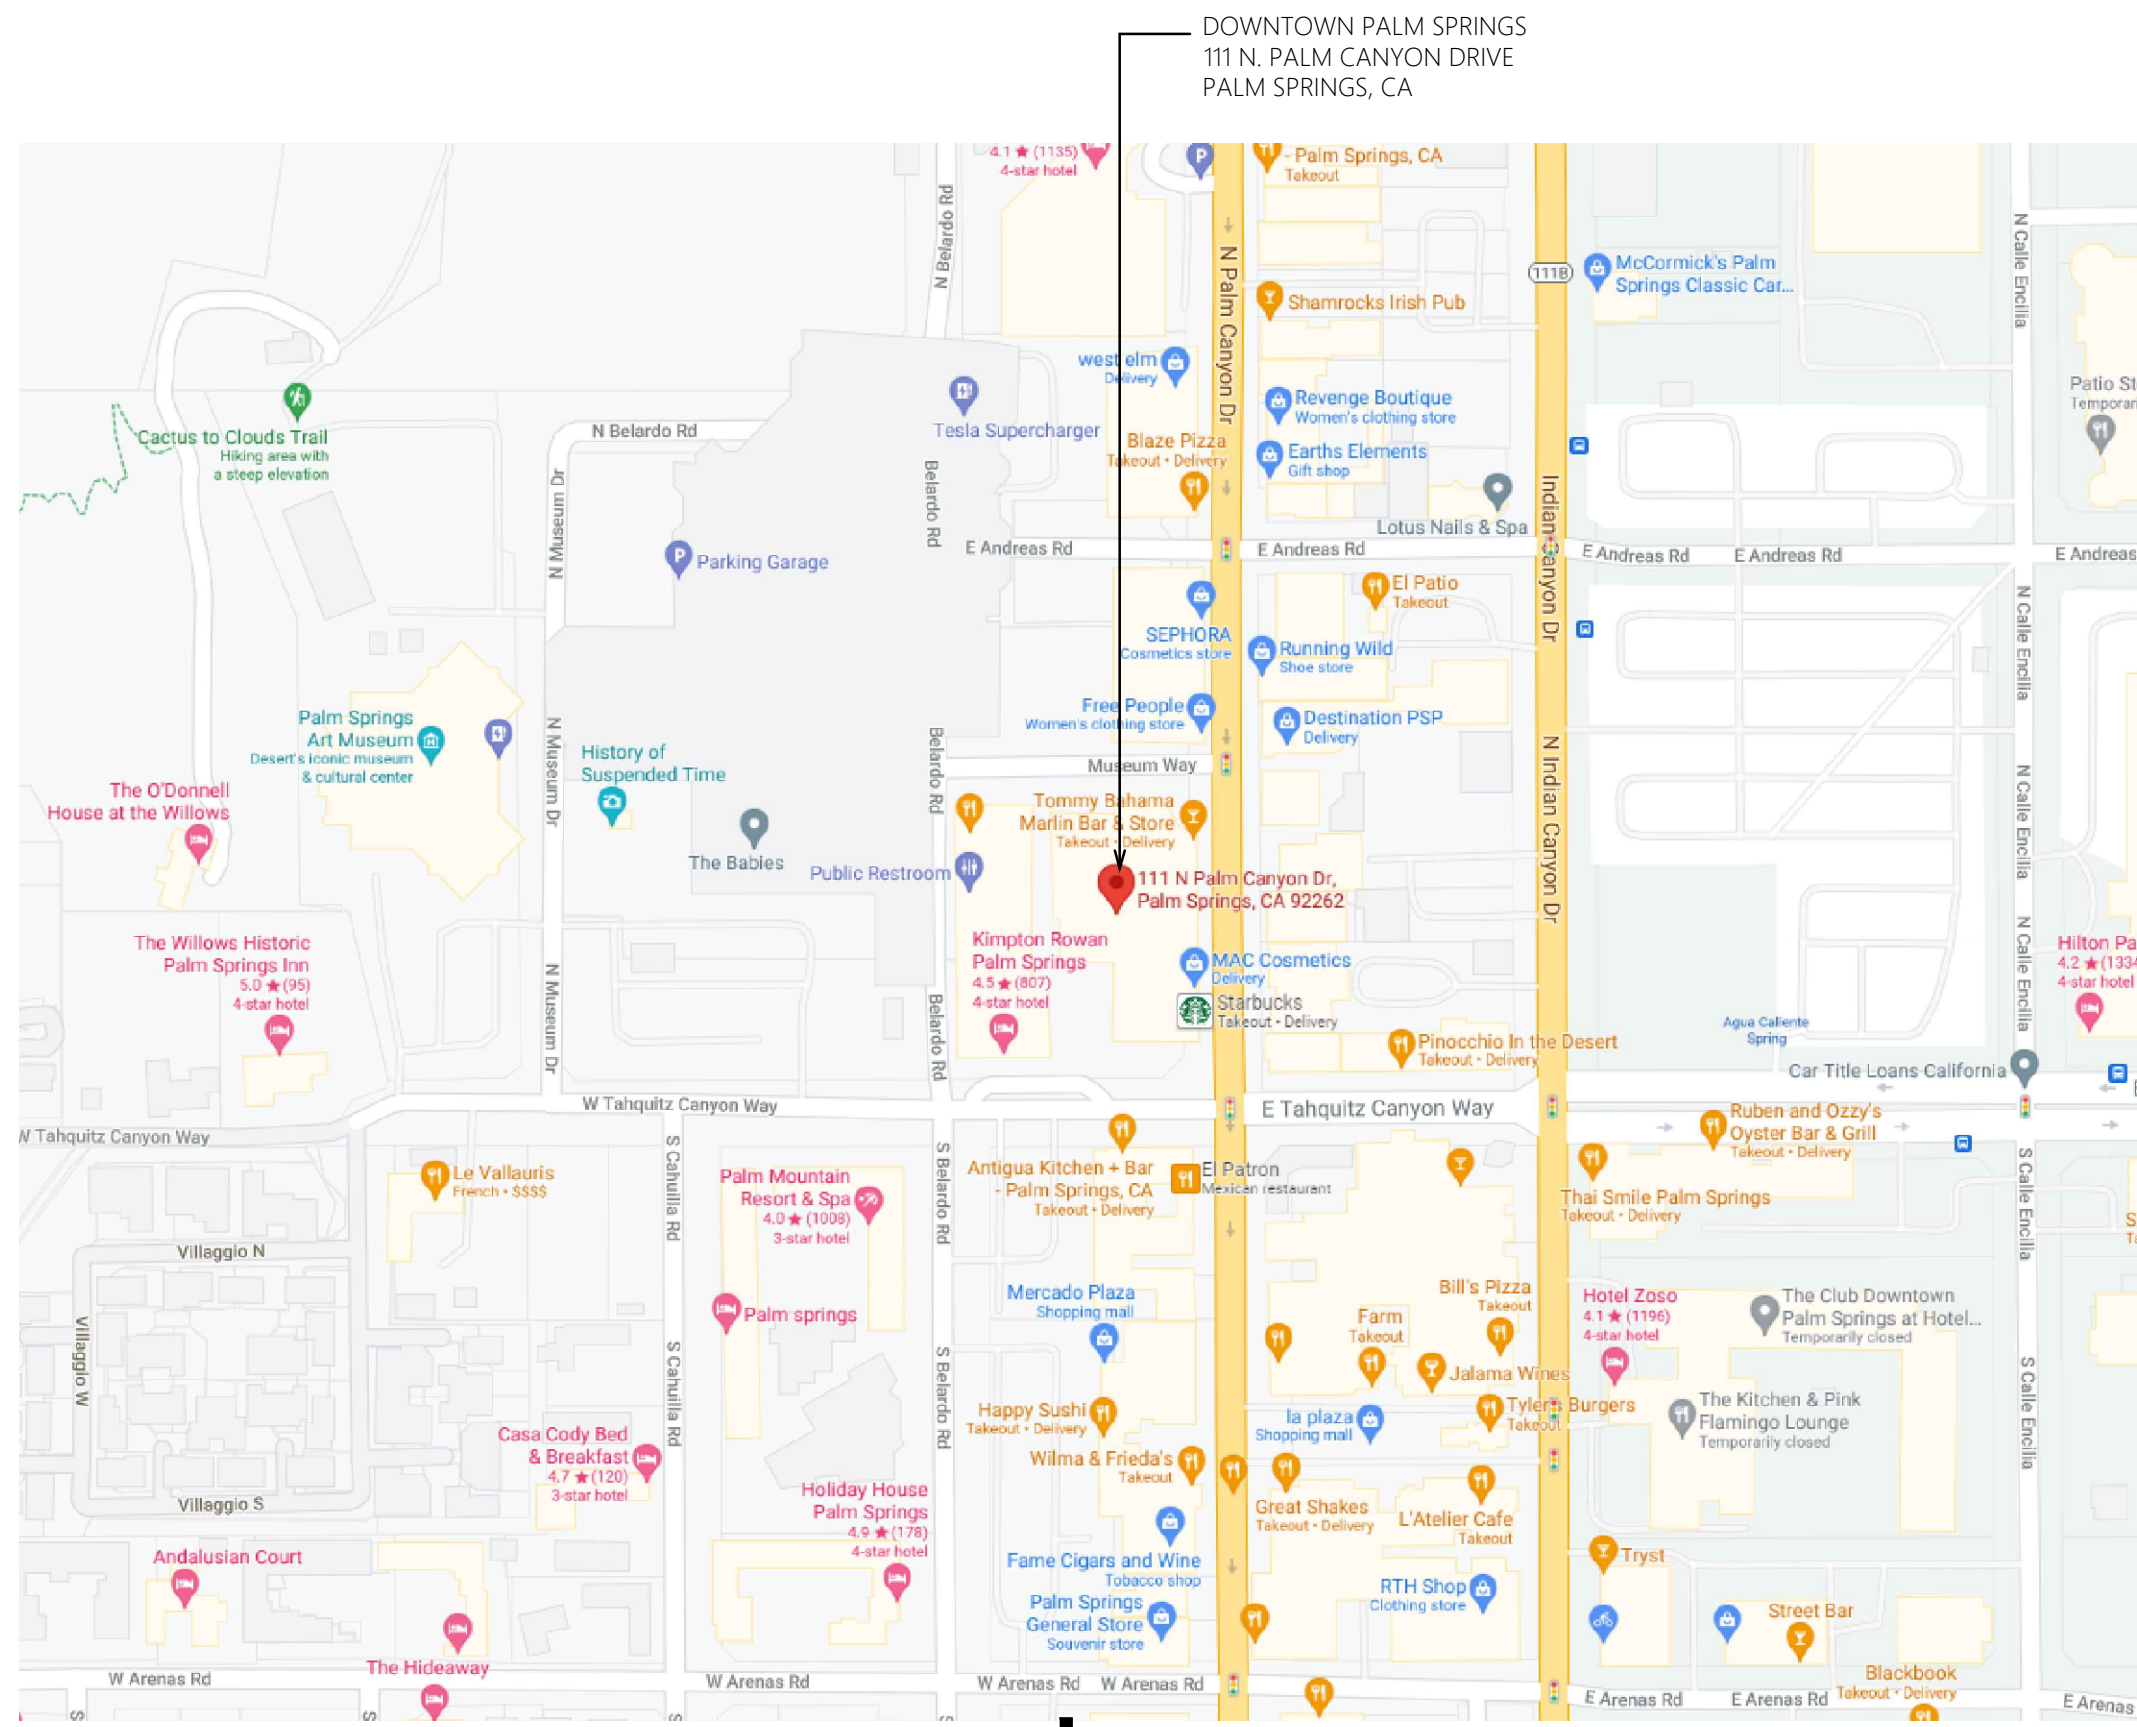 DOWNTOWN PALM SPRINGS
111 N. PALM CANYON DRIVE
PALM SPRINGS, CA
4.1 ★ (1135)
4-star hotel
P
- Palm Springs, CA
Takeout
N Belardo Rd
N Palm Canyon Dr
111B
McCormick's Palm
Springs Classic Car...
N Calle Encilia
Shamrocks Irish Pub
west elm
Delivery
Patio St
Temporari
Cactus to Clouds Trail
Hiking area with
a steep elevation
N Belardo Rd
Tesla Supercharger
Blaze Pizza
Takeout • Delivery
Revenge Boutique
Women's clothing store
Earths Elements
Gift shop
N Museum Dr
Belardo Rd
Lotus Nails & Spa
Indian Canyon Dr
E Andreas Rd
E Andreas Rd
E Andreas Rd
E Andreas Rd
E Andreas
P
Parking Garage
El Patio
Takeout
SEPHORA
Cosmetics store
Running Wild
Shoe store
N Calle Encilia
Free People
Women's clothing store
Destination PSP
Delivery
Palm Springs
Art Museum
Desert's iconic museum
& cultural center
N Museum Dr
History of
Suspended Time
Belardo Rd
Museum Way
N Indian Canyon Dr
N Calle Encilia
The O'Donnell
House at the Willows
Tommy Bahama
Marlin Bar & Store
Takeout • Delivery
The Babies
Public Restroom
111 N Palm Canyon Dr,
Palm Springs, CA 92262
The Willows Historic
Palm Springs Inn
5.0 ★ (95)
4-star hotel
N Museum Dr
Kimpton Rowan
Palm Springs
4.5 ★ (807)
4-star hotel
Belardo Rd
MAC Cosmetics
Delivery
Starbucks
Takeout • Delivery
N Calle Encilia
Hilton Pa
4.2 ★ (1334
4-star hotel
Agua Caliente
Spring
Pinocchio In the Desert
Takeout • Delivery
Car Title Loans California
W Tahquitz Canyon Way
E Tahquitz Canyon Way
W Tahquitz Canyon Way
Ruben and Ozzy's
Oyster Bar & Grill
Takeout • Delivery
Le Vallauris
French • $$$$
S Cahuilla Rd
Palm Mountain
Resort & Spa
4.0 ★ (1008)
3-star hotel
S Belardo Rd
Antigua Kitchen + Bar
- Palm Springs, CA
Takeout • Delivery
El Patron
Mexican restaurant
Thai Smile Palm Springs
Takeout • Delivery
S Calle Encilia
Villaggio N
Mercado Plaza
Shopping mall
Bill's Pizza
Takeout
Hotel Zoso
4.1 ★ (1196)
4-star hotel
The Club Downtown
Palm Springs at Hotel...
Temporarily closed
Palm springs
Farm
Takeout
Villaggio W
S Cahuilla Rd
S Belardo Rd
Jalama Wines
S Calle Encilia
Happy Sushi
Takeout • Delivery
la plaza
Shopping mall
Tyler's Burgers
Takeout
The Kitchen & Pink
Flamingo Lounge
Temporarily closed
Casa Cody Bed
& Breakfast
4.7 ★ (120)
3-star hotel
Wilma & Frieda's
Takeout
Villaggio S
Holiday House
Palm Springs
4.9 ★ (178)
4-star hotel
Great Shakes
Takeout • Delivery
L'Atelier Cafe
Takeout
Andalusian Court
Fame Cigars and Wine
Tobacco shop
Tryst
RTH Shop
Clothing store
Palm Springs
General Store
Souvenir store
Street Bar
The Hideaway
W Arenas Rd
W Arenas Rd
W Arenas Rd
W Arenas Rd
Blackbook
Takeout • Delivery
E Arenas Rd
E Arenas Rd
E Arenas